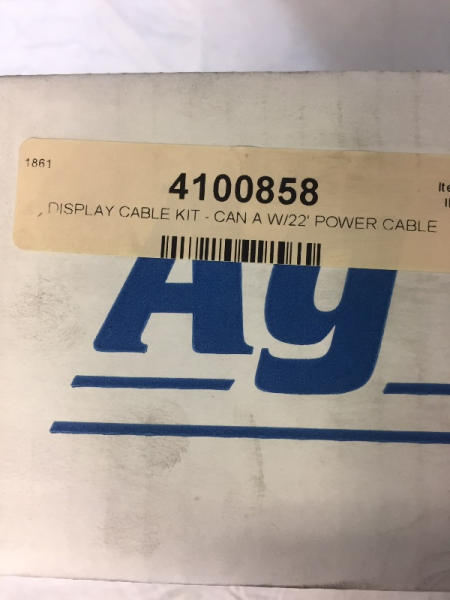 1861
4100858
DISPLAY CABLE KIT - CAN A W/22' POWER CABLE
Ag